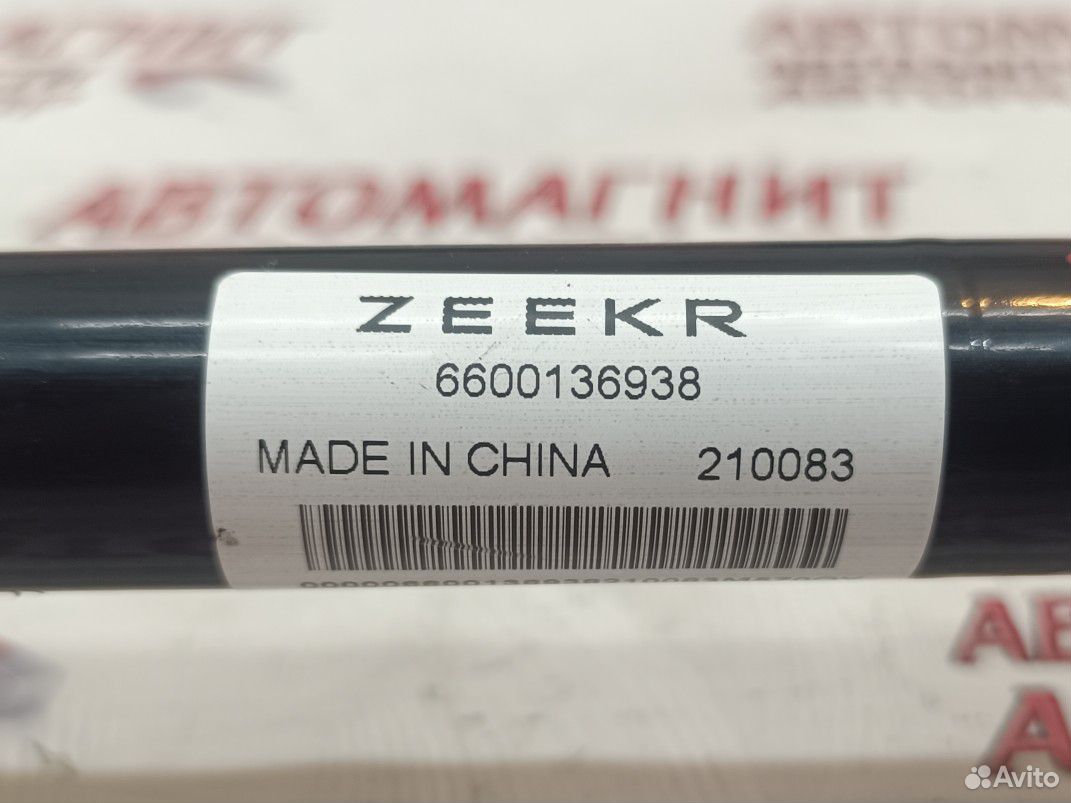 АВТОМАГНИТ
ZEEKR
6600136938
MADE IN CHINA 210083
Avito